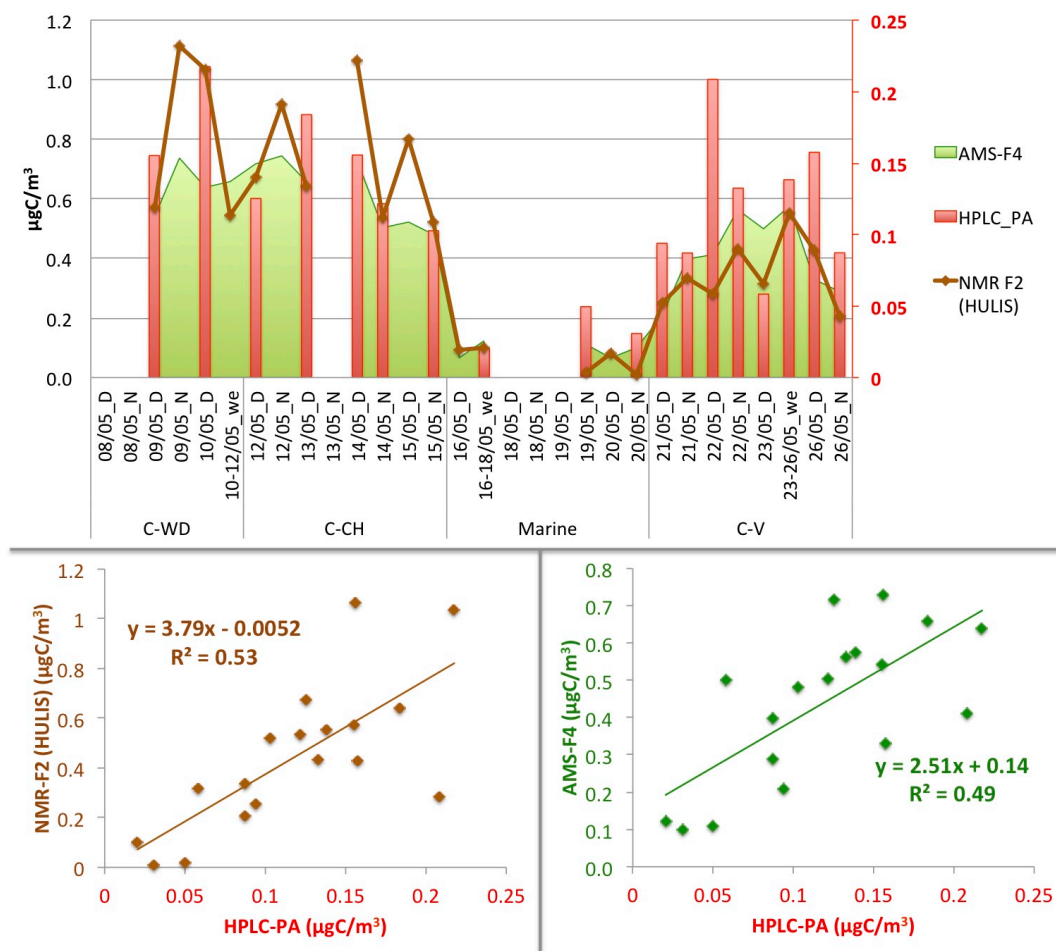 1.2
1.0
0.8
0.6
0.4
0.2
0.0
µgC/m³
0.25
0.2
0.15
0.1
0.05
0
AMS-F4
HPLC_PA
NMR F2
(HULIS)
08/05_D
08/05_N
09/05_D
09/05_N
10/05_D
10-12/05_we
12/05_D
12/05_N
13/05_D
13/05_N
14/05_D
14/05_N
15/05_D
15/05_N
16/05_D
16-18/05_we
18/05_D
18/05_N
19/05_D
19/05_N
20/05_D
20/05_N
21/05_D
21/05_N
22/05_D
22/05_N
23/05_D
23-26/05_we
26/05_D
26/05_N
C-WD
C-CH
Marine
C-V
NMR-F2 (HULIS) (µgC/m³)
1.2
1
0.8
0.6
0.4
0.2
0
y = 3.79x - 0.0052
R² = 0.53
0
0.05
0.1
0.15
0.2
0.25
HPLC-PA (µgC/m³)
AMS-F4 (µgC/m³)
0.8
0.7
0.6
0.5
0.4
0.3
0.2
0.1
0.0
y = 2.51x + 0.14
R² = 0.49
0
0.05
0.1
0.15
0.2
0.25
HPLC-PA (µgC/m³)